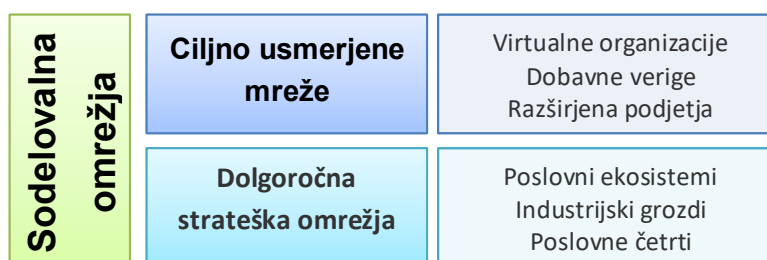 Sodelovalna
omrežja
Ciljno usmerjene
mreže
Virtualne organizacije
Dobavne verige
Razširjena podjetja
Dolgoročna
strateška omrežja
Poslovni ekosistemi
Industrijski grozdi
Poslovne četrti